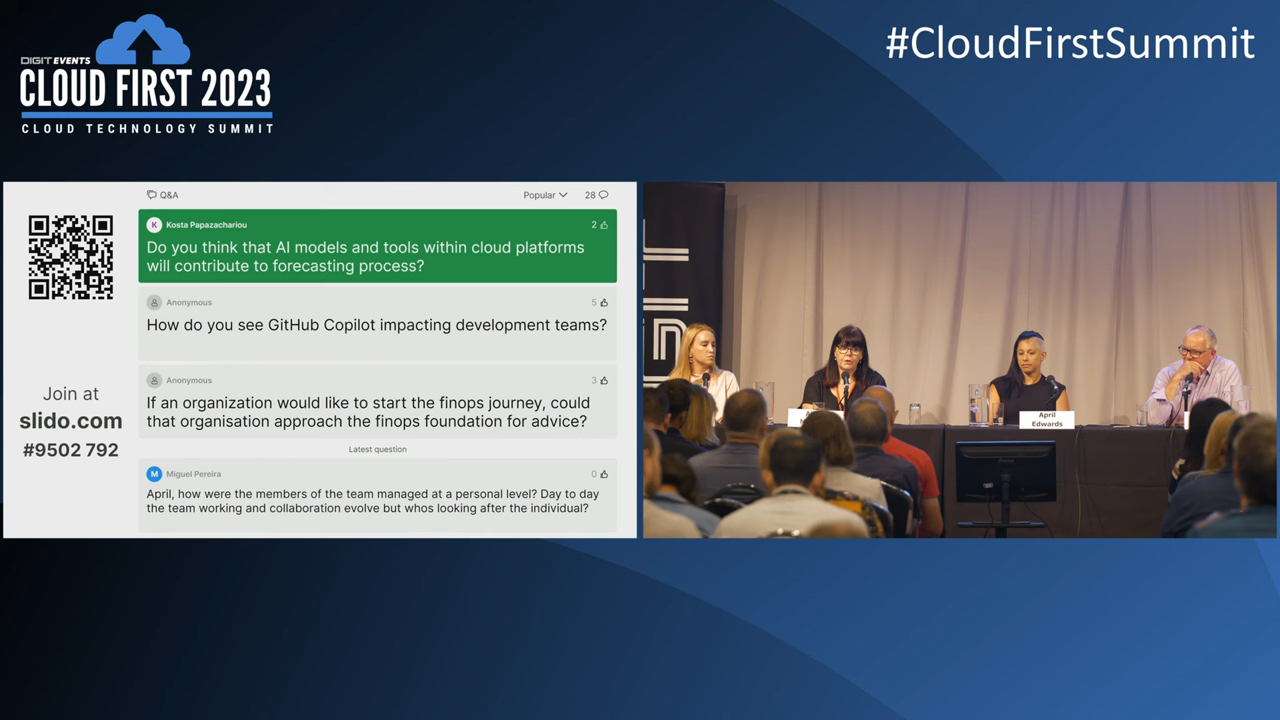 DIGIT EVENTS
CLOUD FIRST 2023
CLOUD TECHNOLOGY SUMMIT
#CloudFirstSummit
Q&A
Popular
28
K
Kosta Papazachariou
2
Do you think that AI models and tools within cloud platforms
will contribute to forecasting process?
Anonymous
5
How do you see GitHub Copilot impacting development teams?
Anonymous
3
If an organization would like to start the finops journey, could
that organisation approach the finops foundation for advice?
Latest question
M
Miguel Pereira
0
April, how were the members of the team managed at a personal level? Day to day
the team working and collaboration evolve but whos looking after the individual?
Join at
slido.com
#9502 792
April
Edwards